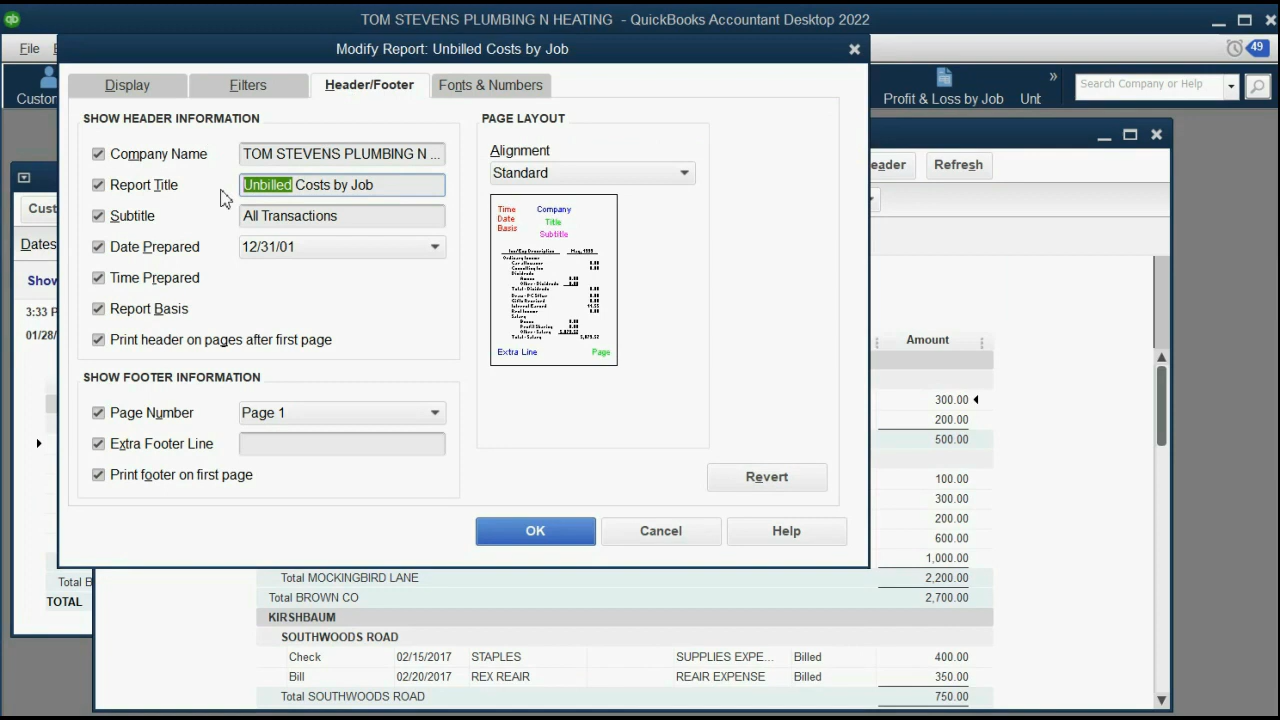 TOM STEVENS PLUMBING N HEATING - QuickBooks Accountant Desktop 2022
File
49
Modify Report: Unbilled Costs by Job
Custom
Profit & Loss by Job
Unb
Search Company or Help
Display
Filters
Header/Footer
Fonts & Numbers
SHOW HEADER INFORMATION
Company Name
TOM STEVENS PLUMBING N ...
Report Title
Unbilled Costs by Job
Subtitle
All Transactions
Date Prepared
12/31/01
Time Prepared
Report Basis
Print header on pages after first page
SHOW FOOTER INFORMATION
Page Number
Page 1
Extra Footer Line
Print footer on first page
PAGE LAYOUT
Alignment
Standard
Time
Date
Basis
Company
Title
Subtitle
Extra Line
Page
Revert
OK
Cancel
Help
Cust
Dates
Show
3:33 P
01/28/
Total B
TOTAL
eader
Refresh
Amount
300.00
200.00
500.00
100.00
300.00
200.00
600.00
1,000.00
Total MOCKINGBIRD LANE 2,200.00
Total BROWN CO 2,700.00
KIRSHBAUM
SOUTHWOODS ROAD
Check 02/15/2017 STAPLES SUPPLIES EXPE... Billed 400.00
Bill 02/20/2017 REX REAIR REAIR EXPENSE Billed 350.00
Total SOUTHWOODS ROAD 750.00